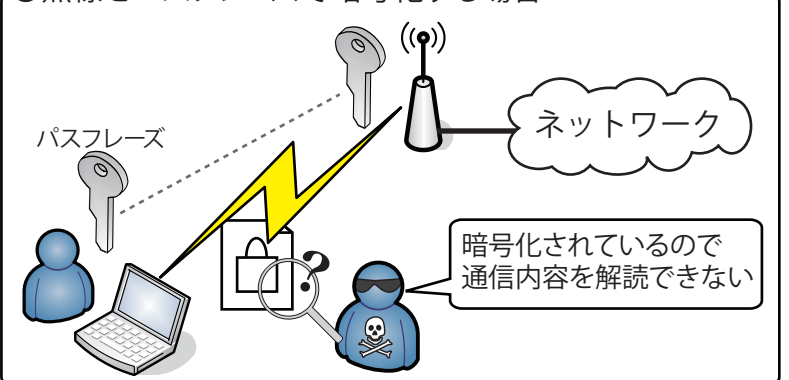 パスフレーズ
ネットワーク
?
暗号化されているので
通信内容を解読できない